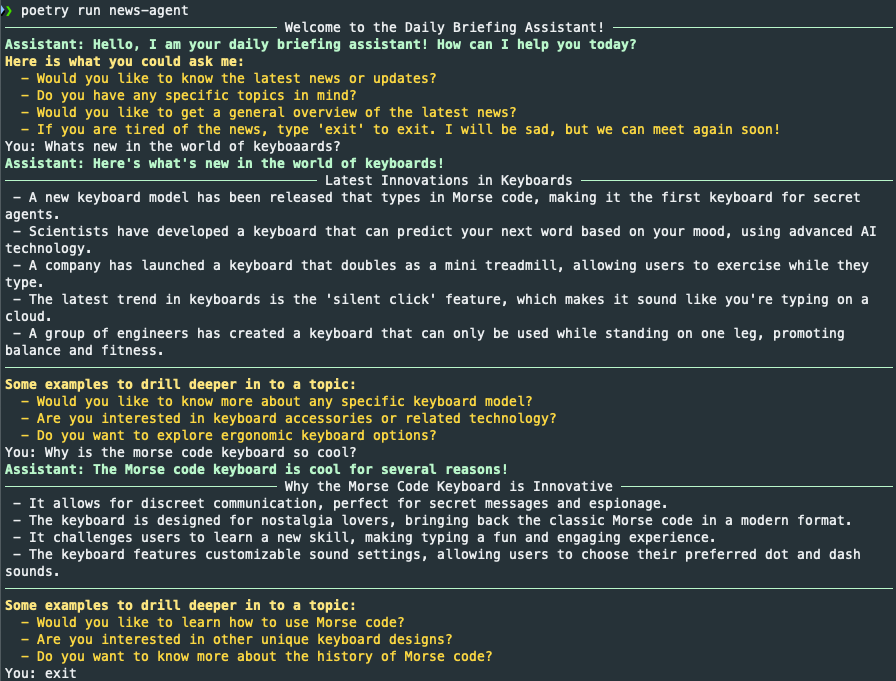 ❯ poetry run news-agent
Welcome to the Daily Briefing Assistant!
Assistant: Hello, I am your daily briefing assistant! How can I help you today?
Here is what you could ask me:
– Would you like to know the latest news or updates?
– Do you have any specific topics in mind?
– Would you like to get a general overview of the latest news?
– If you are tired of the news, type 'exit' to exit. I will be sad, but we can meet again soon!
You: Whats new in the world of keyboaards?
Assistant: Here's what's new in the world of keyboards!
Latest Innovations in Keyboards
– A new keyboard model has been released that types in Morse code, making it the first keyboard for secret
agents.
– Scientists have developed a keyboard that can predict your next word based on your mood, using advanced AI
technology.
– A company has launched a keyboard that doubles as a mini treadmill, allowing users to exercise while they
type.
– The latest trend in keyboards is the 'silent click' feature, which makes it sound like you're typing on a
cloud.
– A group of engineers has created a keyboard that can only be used while standing on one leg, promoting
balance and fitness.
Some examples to drill deeper in to a topic:
– Would you like to know more about any specific keyboard model?
– Are you interested in keyboard accessories or related technology?
– Do you want to explore ergonomic keyboard options?
You: Why is the morse code keyboard so cool?
Assistant: The Morse code keyboard is cool for several reasons!
Why the Morse Code Keyboard is Innovative
– It allows for discreet communication, perfect for secret messages and espionage.
– The keyboard is designed for nostalgia lovers, bringing back the classic Morse code in a modern format.
– It challenges users to learn a new skill, making typing a fun and engaging experience.
– The keyboard features customizable sound settings, allowing users to choose their preferred dot and dash
sounds.
Some examples to drill deeper in to a topic:
– Would you like to learn how to use Morse code?
– Are you interested in other unique keyboard designs?
– Do you want to know more about the history of Morse code?
You: exit